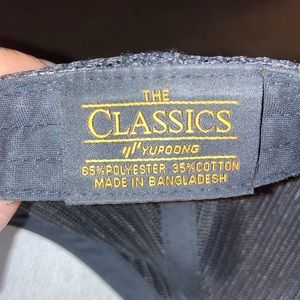 THE
CLASSICS
YUPOONG
65%POLYESTER 35%COTTON
MADE IN BANGLADESH